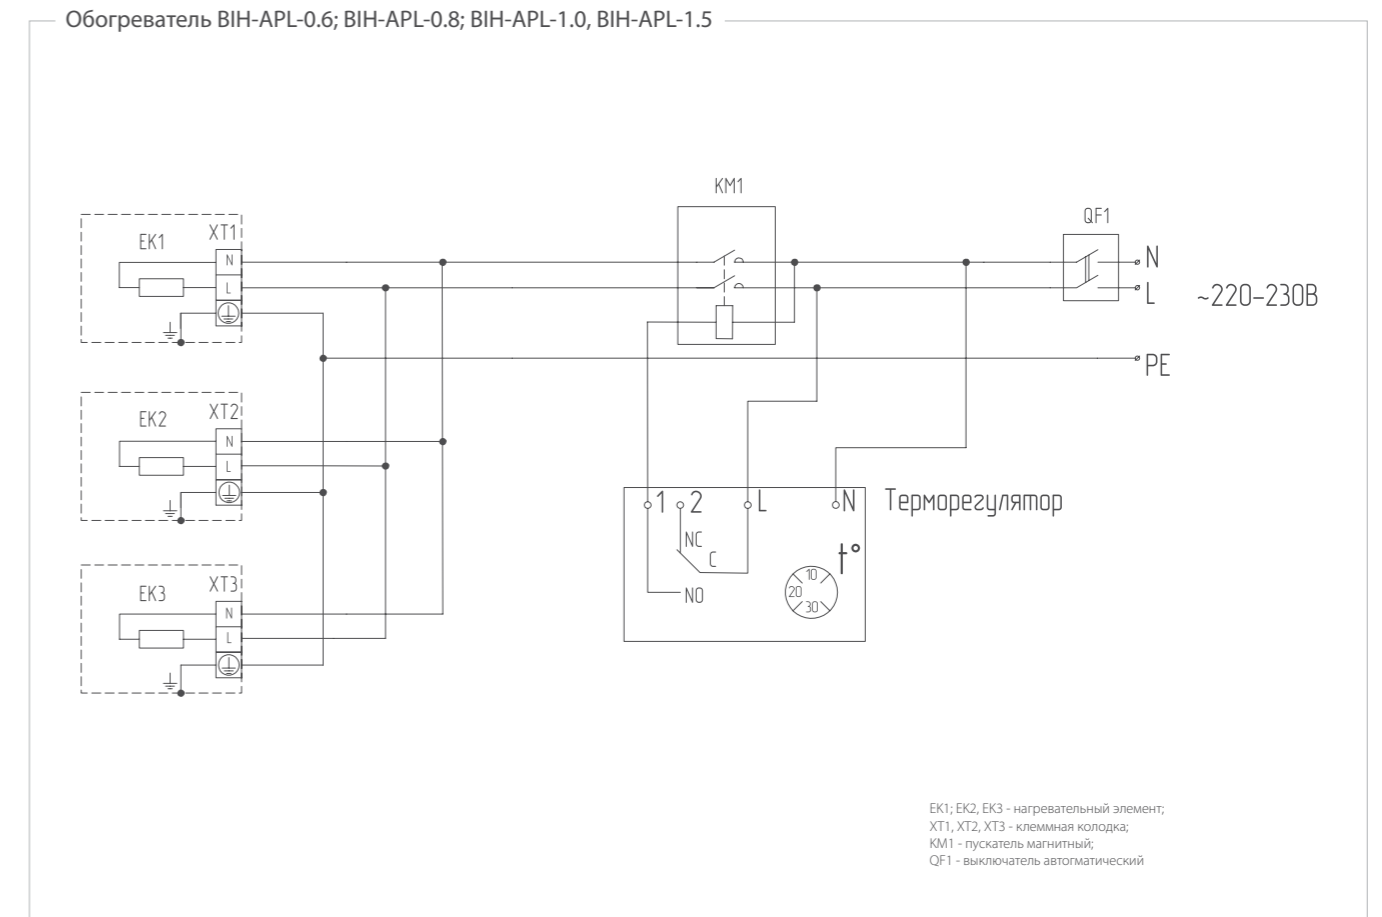 Обогреватель BIH-APL-0.6; BIH-APL-0.8; BIH-APL-1.0, BIH-APL-1.5
KM1
QF1
EK1
XT1
N
L
N
L
~220-230В
PE
EK2
XT2
N
L
1
2
L
N
Терморегулятор
NC
C
NO
t°
10
20
30
EK3
XT3
N
L
EK1; EK2, EK3 - нагревательный элемент;
XT1, XT2, XT3 - клеммная колодка;
KM1 - пускатель магнитный;
QF1 - выключатель автогматический